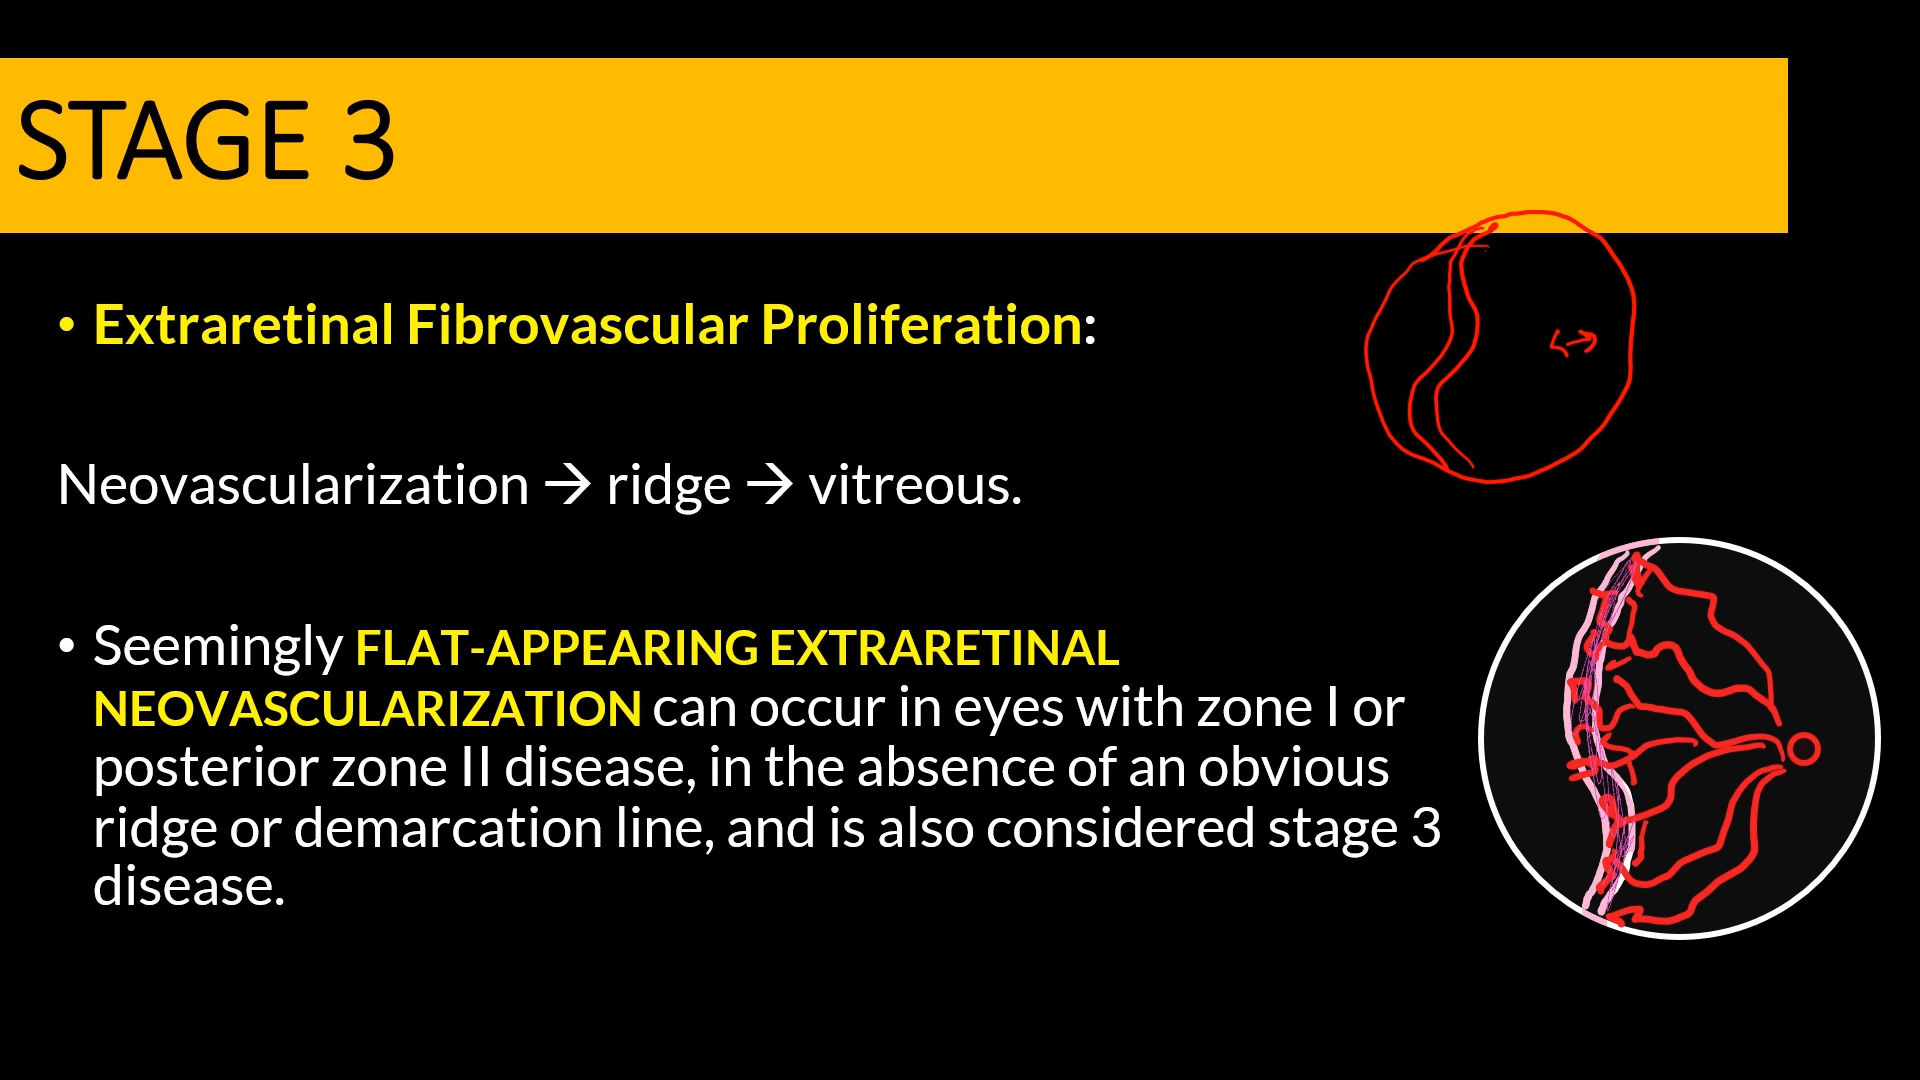 STAGE 3
• Extraretinal Fibrovascular Proliferation:
Neovascularization → ridge → vitreous.
• Seemingly FLAT-APPEARING EXTRARETINAL
NEOVASCULARIZATION can occur in eyes with zone I or
posterior zone II disease, in the absence of an obvious
ridge or demarcation line, and is also considered stage 3
disease.